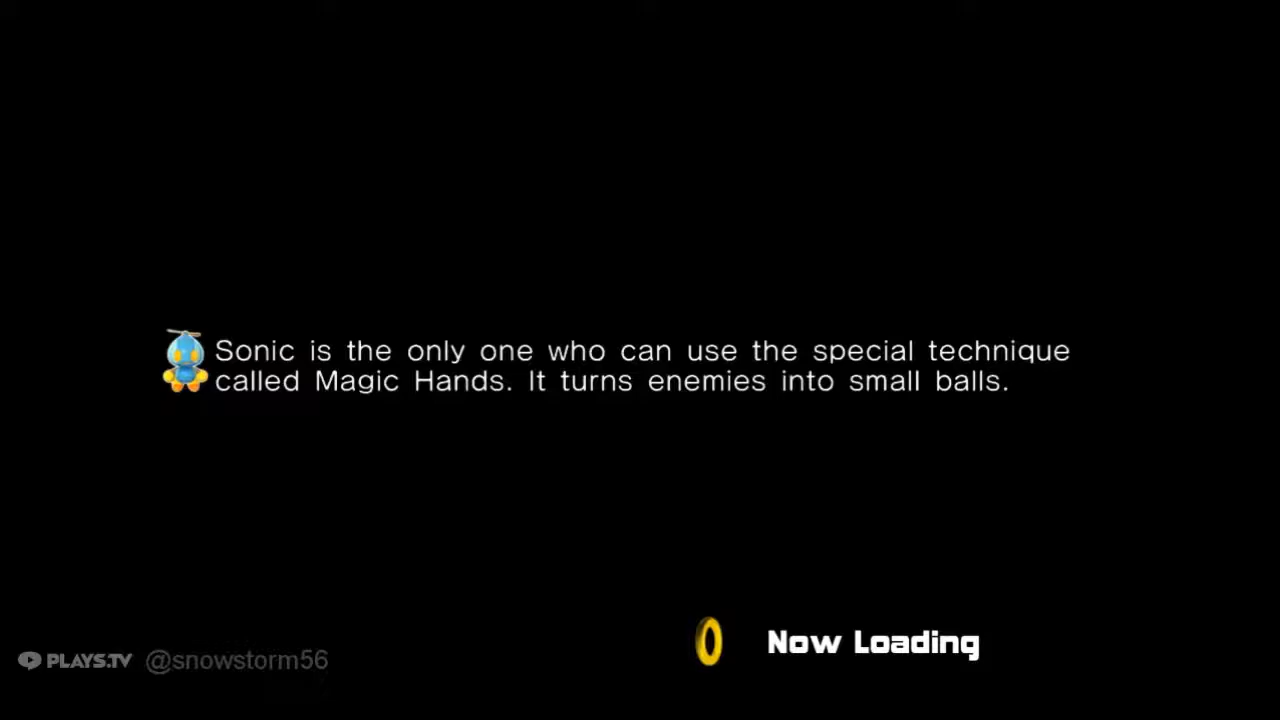 Sonic is the only one who can use the special technique
called Magic Hands. It turns enemies into small balls.
Now Loading
PLAYS.TV @snowstorm56